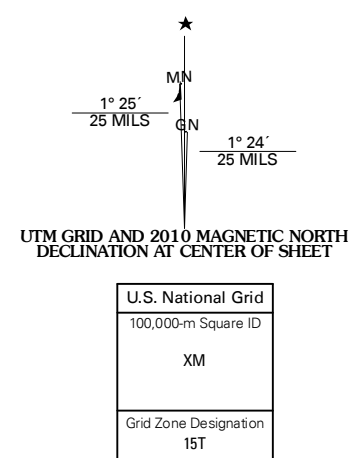 ★
MN
1° 25´
25 MILS
GN
1° 24´
25 MILS
UTM GRID AND 2010 MAGNETIC NORTH
DECLINATION AT CENTER OF SHEET
U.S. National Grid
100,000-m Square ID
XM
Grid Zone Designation
15T